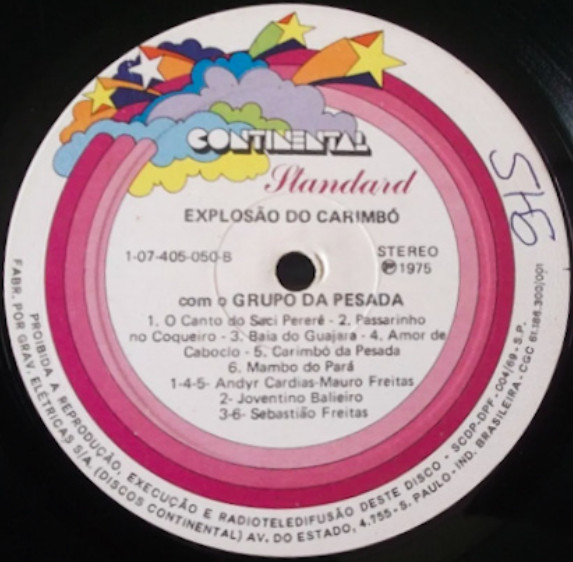 CONTINENTAL
Standard
EXPLOSÃO DO CARIMBÓ
1-07-405-050-B
STEREO
℗ 1975
com o GRUPO DA PESADA
1. O Canto do Saci Pererê - 2. Passarinho
no Coqueiro - 3. Baia do Guajara - 4. Amor de
Caboclo - 5. Carimbó da Pesada
6. Mambo do Pará
1-4-5- Andyr Cardias-Mauro Freitas
2- Joventino Balieiro
3-6- Sebastião Freitas
PROIBIDA A REPRODUÇÃO, EXECUÇÃO E RADIOTELEDIFUSÃO DESTE DISCO - SCDP-DPF - 004/69 - S.P.
FABR. POR GRAV. ELÉTRICAS S/A. (DISCOS CONTINENTAL) AV. DO ESTADO, 4.755 - S. PAULO - IND. BRASILEIRA - CGC 61.186.300/001